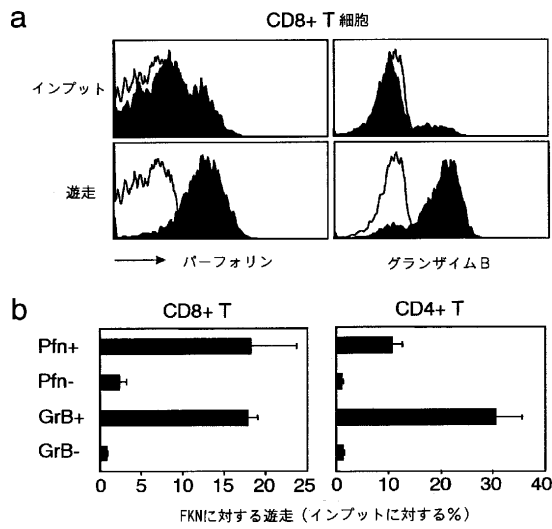 a
CD8+ T 細胞
インプット
遊走
パーフォリン
グランザイムB
b
CD8+ T
CD4+ T
Pfn+
Pfn-
GrB+
GrB-
0 5 10 15 20 25
0 10 20 30 40
FKNに対する遊走(インプットに対する%)